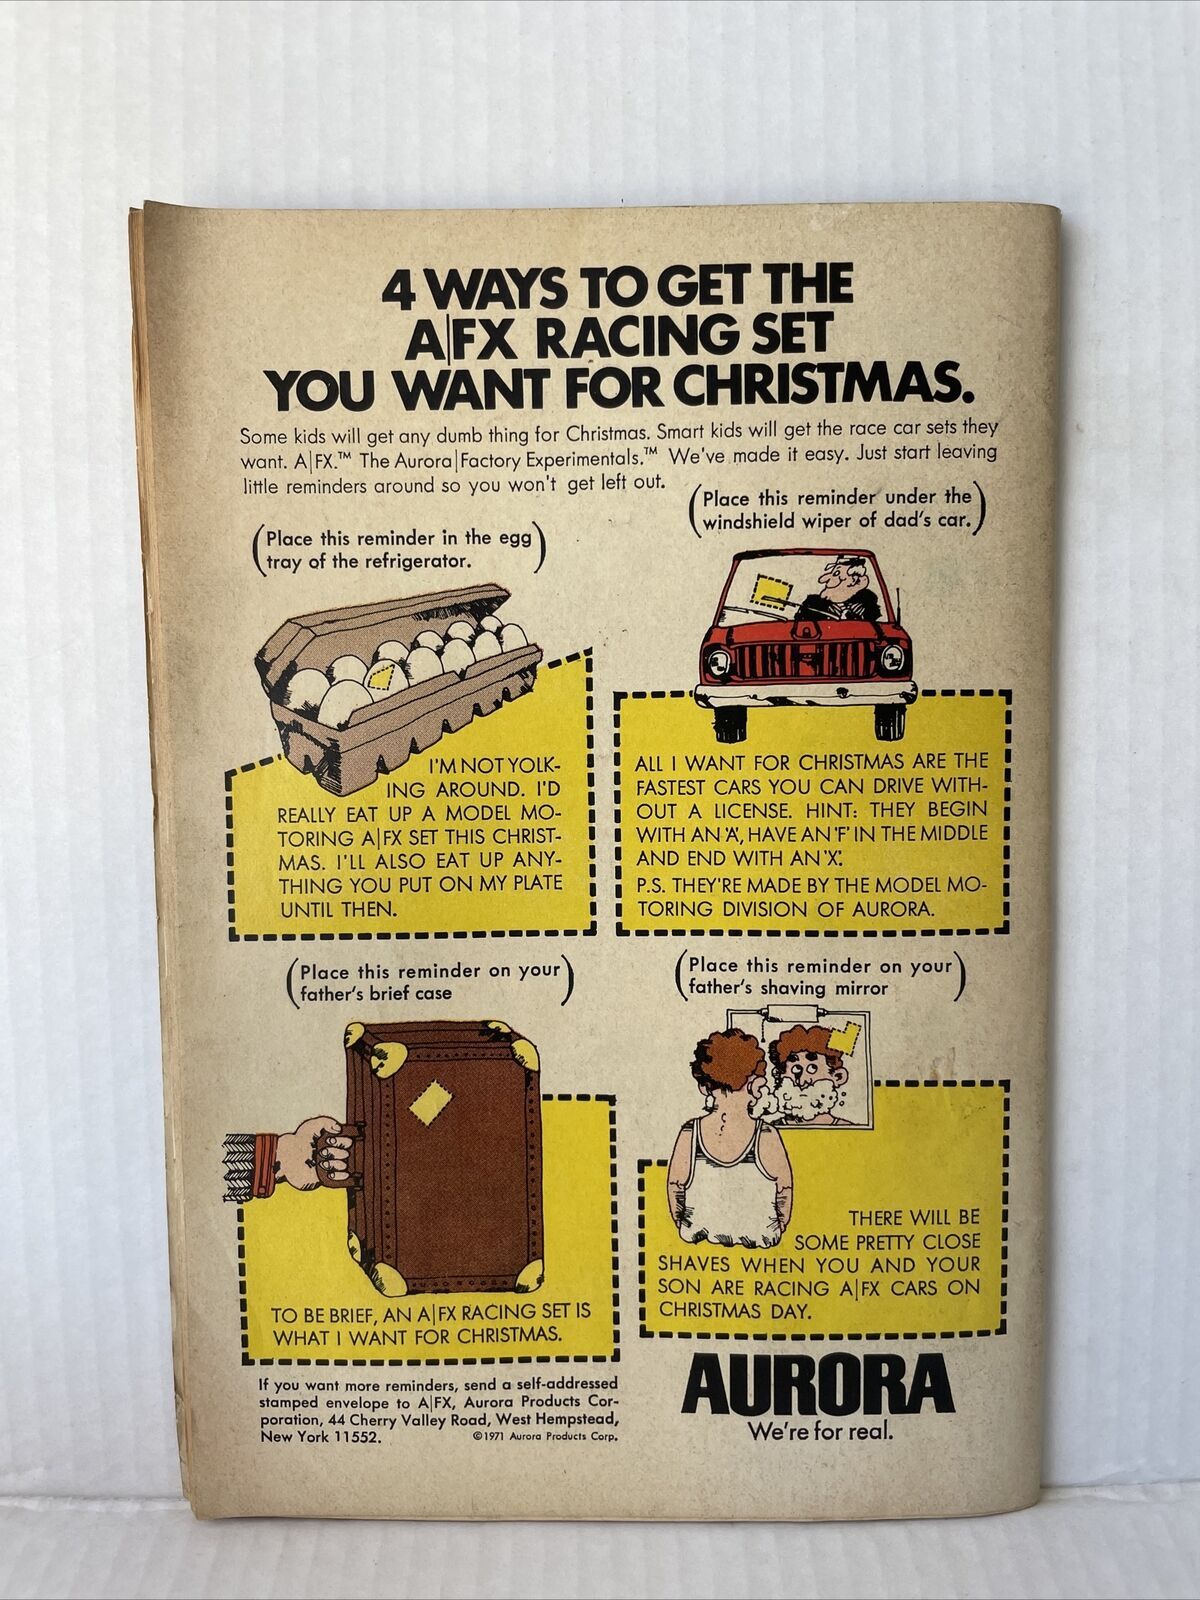 4 WAYS TO GET THE
A|FX RACING SET
YOU WANT FOR CHRISTMAS.
Some kids will get any dumb thing for Christmas. Smart kids will get the race car sets they
want. A|FX.™ The Aurora|Factory Experimentals.™ We've made it easy. Just start leaving
little reminders around so you won't get left out.
(Place this reminder in the egg
tray of the refrigerator.)
I'M NOT YOLK-
ING AROUND. I'D
REALLY EAT UP A MODEL MO-
TORING A|FX SET THIS CHRIST-
MAS. I'LL ALSO EAT UP ANY-
THING YOU PUT ON MY PLATE
UNTIL THEN.
(Place this reminder under the
windshield wiper of dad's car.)
ALL I WANT FOR CHRISTMAS ARE THE
FASTEST CARS YOU CAN DRIVE WITH-
OUT A LICENSE. HINT: THEY BEGIN
WITH AN 'A', HAVE AN 'F' IN THE MIDDLE
AND END WITH AN 'X'.
P.S. THEY'RE MADE BY THE MODEL MO-
TORING DIVISION OF AURORA.
(Place this reminder on your
father's brief case)
TO BE BRIEF, AN A|FX RACING SET IS
WHAT I WANT FOR CHRISTMAS.
(Place this reminder on your
father's shaving mirror)
THERE WILL BE
SOME PRETTY CLOSE
SHAVES WHEN YOU AND YOUR
SON ARE RACING A|FX CARS ON
CHRISTMAS DAY.
If you want more reminders, send a self-addressed
stamped envelope to A|FX, Aurora Products Cor-
poration, 44 Cherry Valley Road, West Hempstead,
New York 11552. ©1971 Aurora Products Corp.
AURORA
We're for real.